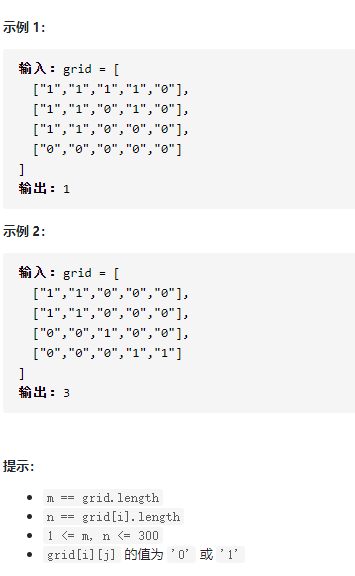 示例 1:
输入: grid = [
["1","1","1","1","0"],
["1","1","0","1","0"],
["1","1","0","0","0"],
["0","0","0","0","0"]
]
输出: 1
示例 2:
输入: grid = [
["1","1","0","0","0"],
["1","1","0","0","0"],
["0","0","1","0","0"],
["0","0","0","1","1"]
]
输出: 3
提示:
m == grid.length
n == grid[i].length
1 <= m, n <= 300
grid[i][j] 的值为 '0' 或 '1'